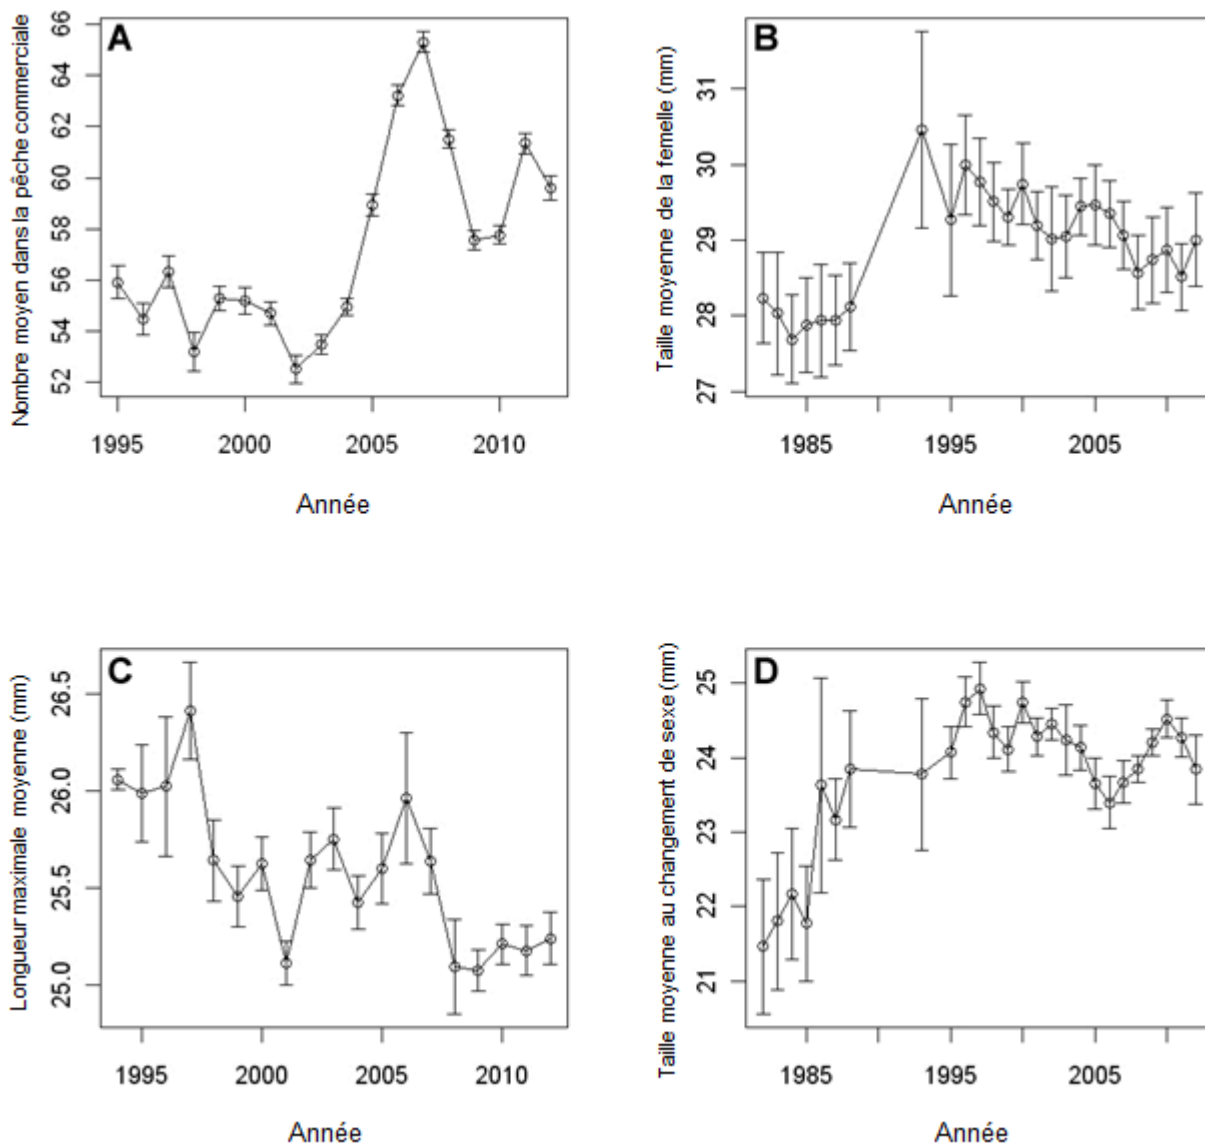 A
Nombre moyen dans la pêche commerciale
66
64
62
60
58
56
54
52
1995 2000 2005 2010
Année
B
Taille moyenne de la femelle (mm)
31
30
29
28
27
1985 1995 2005
Année
C
Longueur maximale moyenne (mm)
26.5
26.0
25.5
25.0
1995 2000 2005 2010
Année
D
Taille moyenne au changement de sexe (mm)
25
24
23
22
21
1985 1995 2005
Année